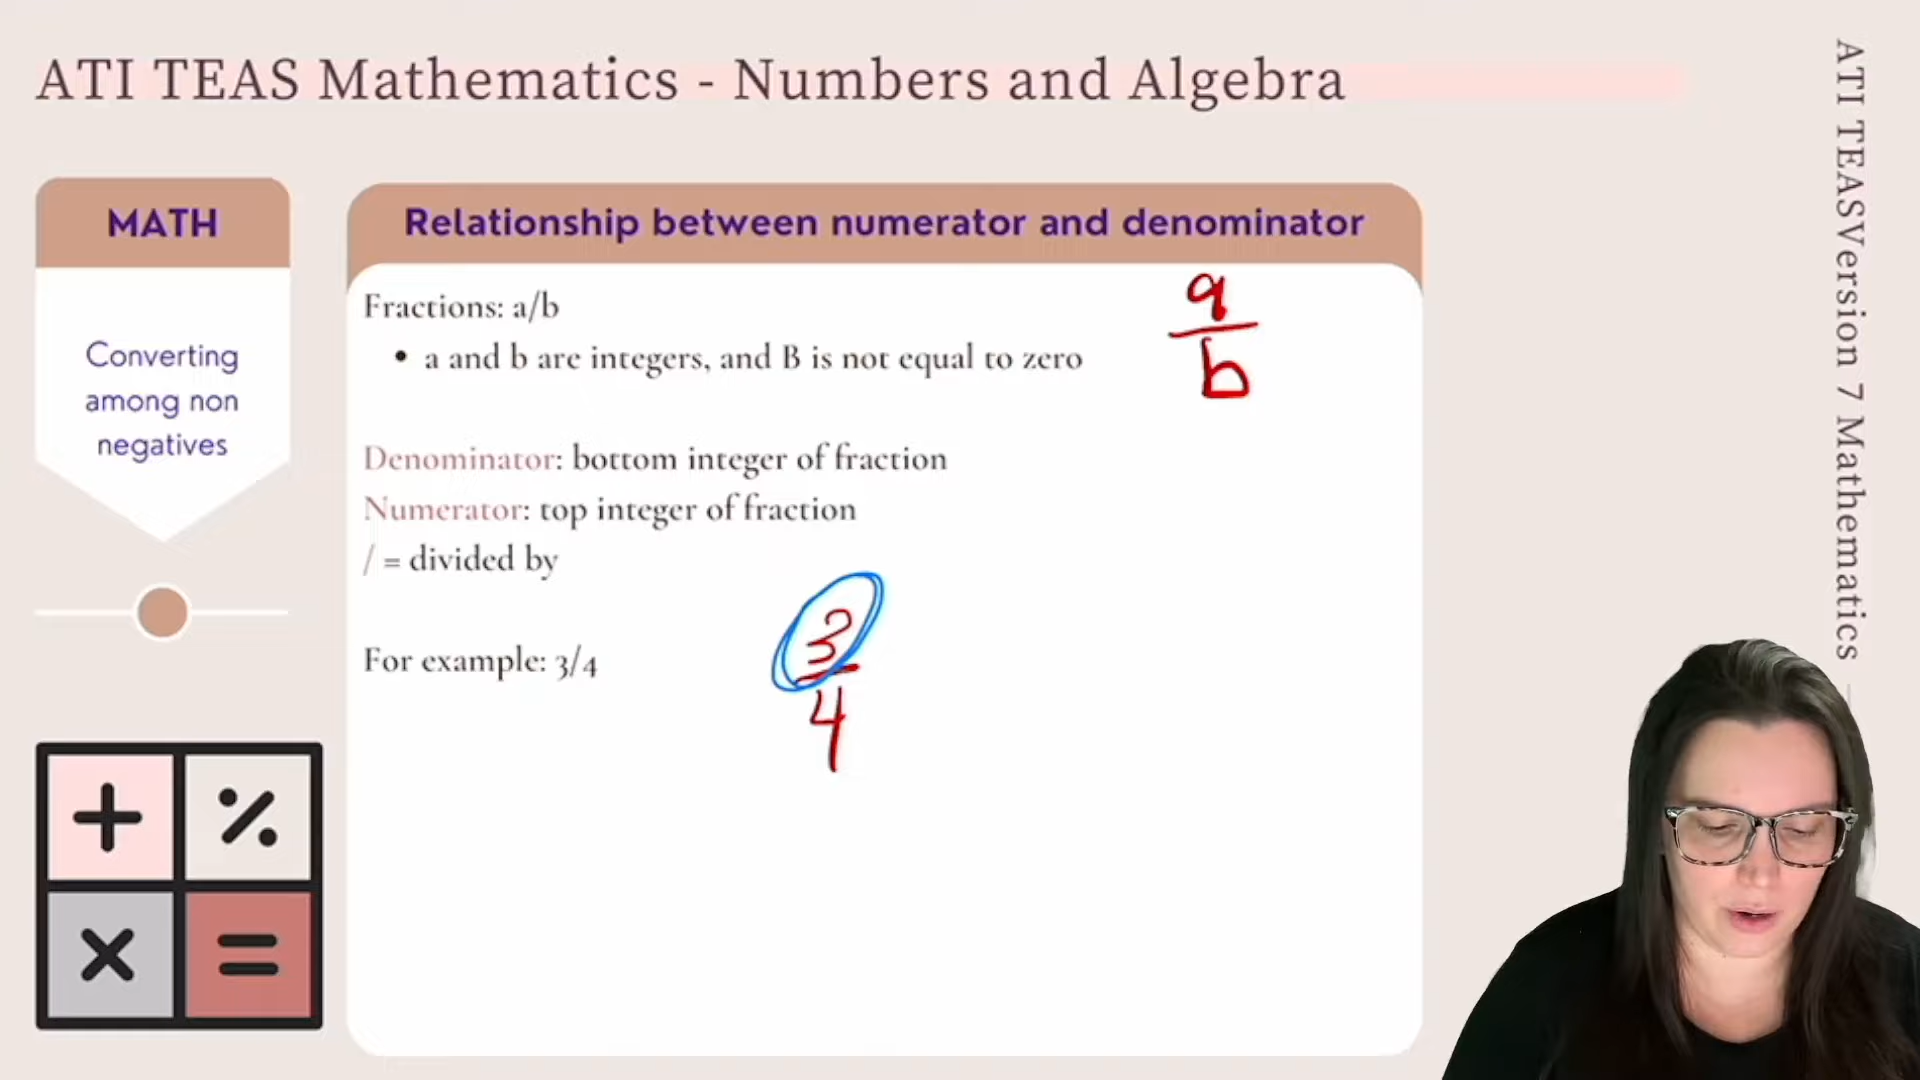 ATI TEAS Mathematics - Numbers and Algebra
ATI TEASVersion 7 Mathematics
MATH
Converting
among non
negatives
Relationship between numerator and denominator
Fractions: a/b
• a and b are integers, and B is not equal to zero
a
b
Denominator: bottom integer of fraction
Numerator: top integer of fraction
/ = divided by
For example: 3/4
3
4
+
%
×
=